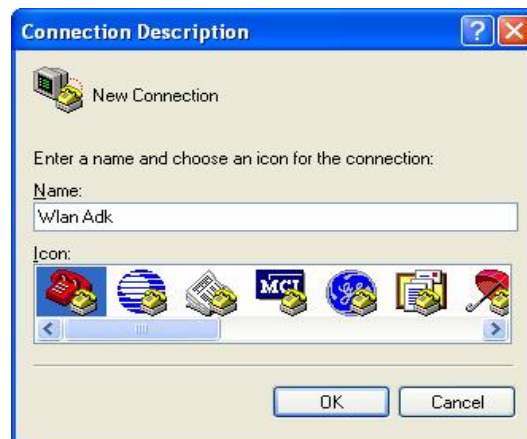 Connection Description
New Connection
Enter a name and choose an icon for the connection:
Name:
Wlan Adk
Icon:
MCI
OK Cancel